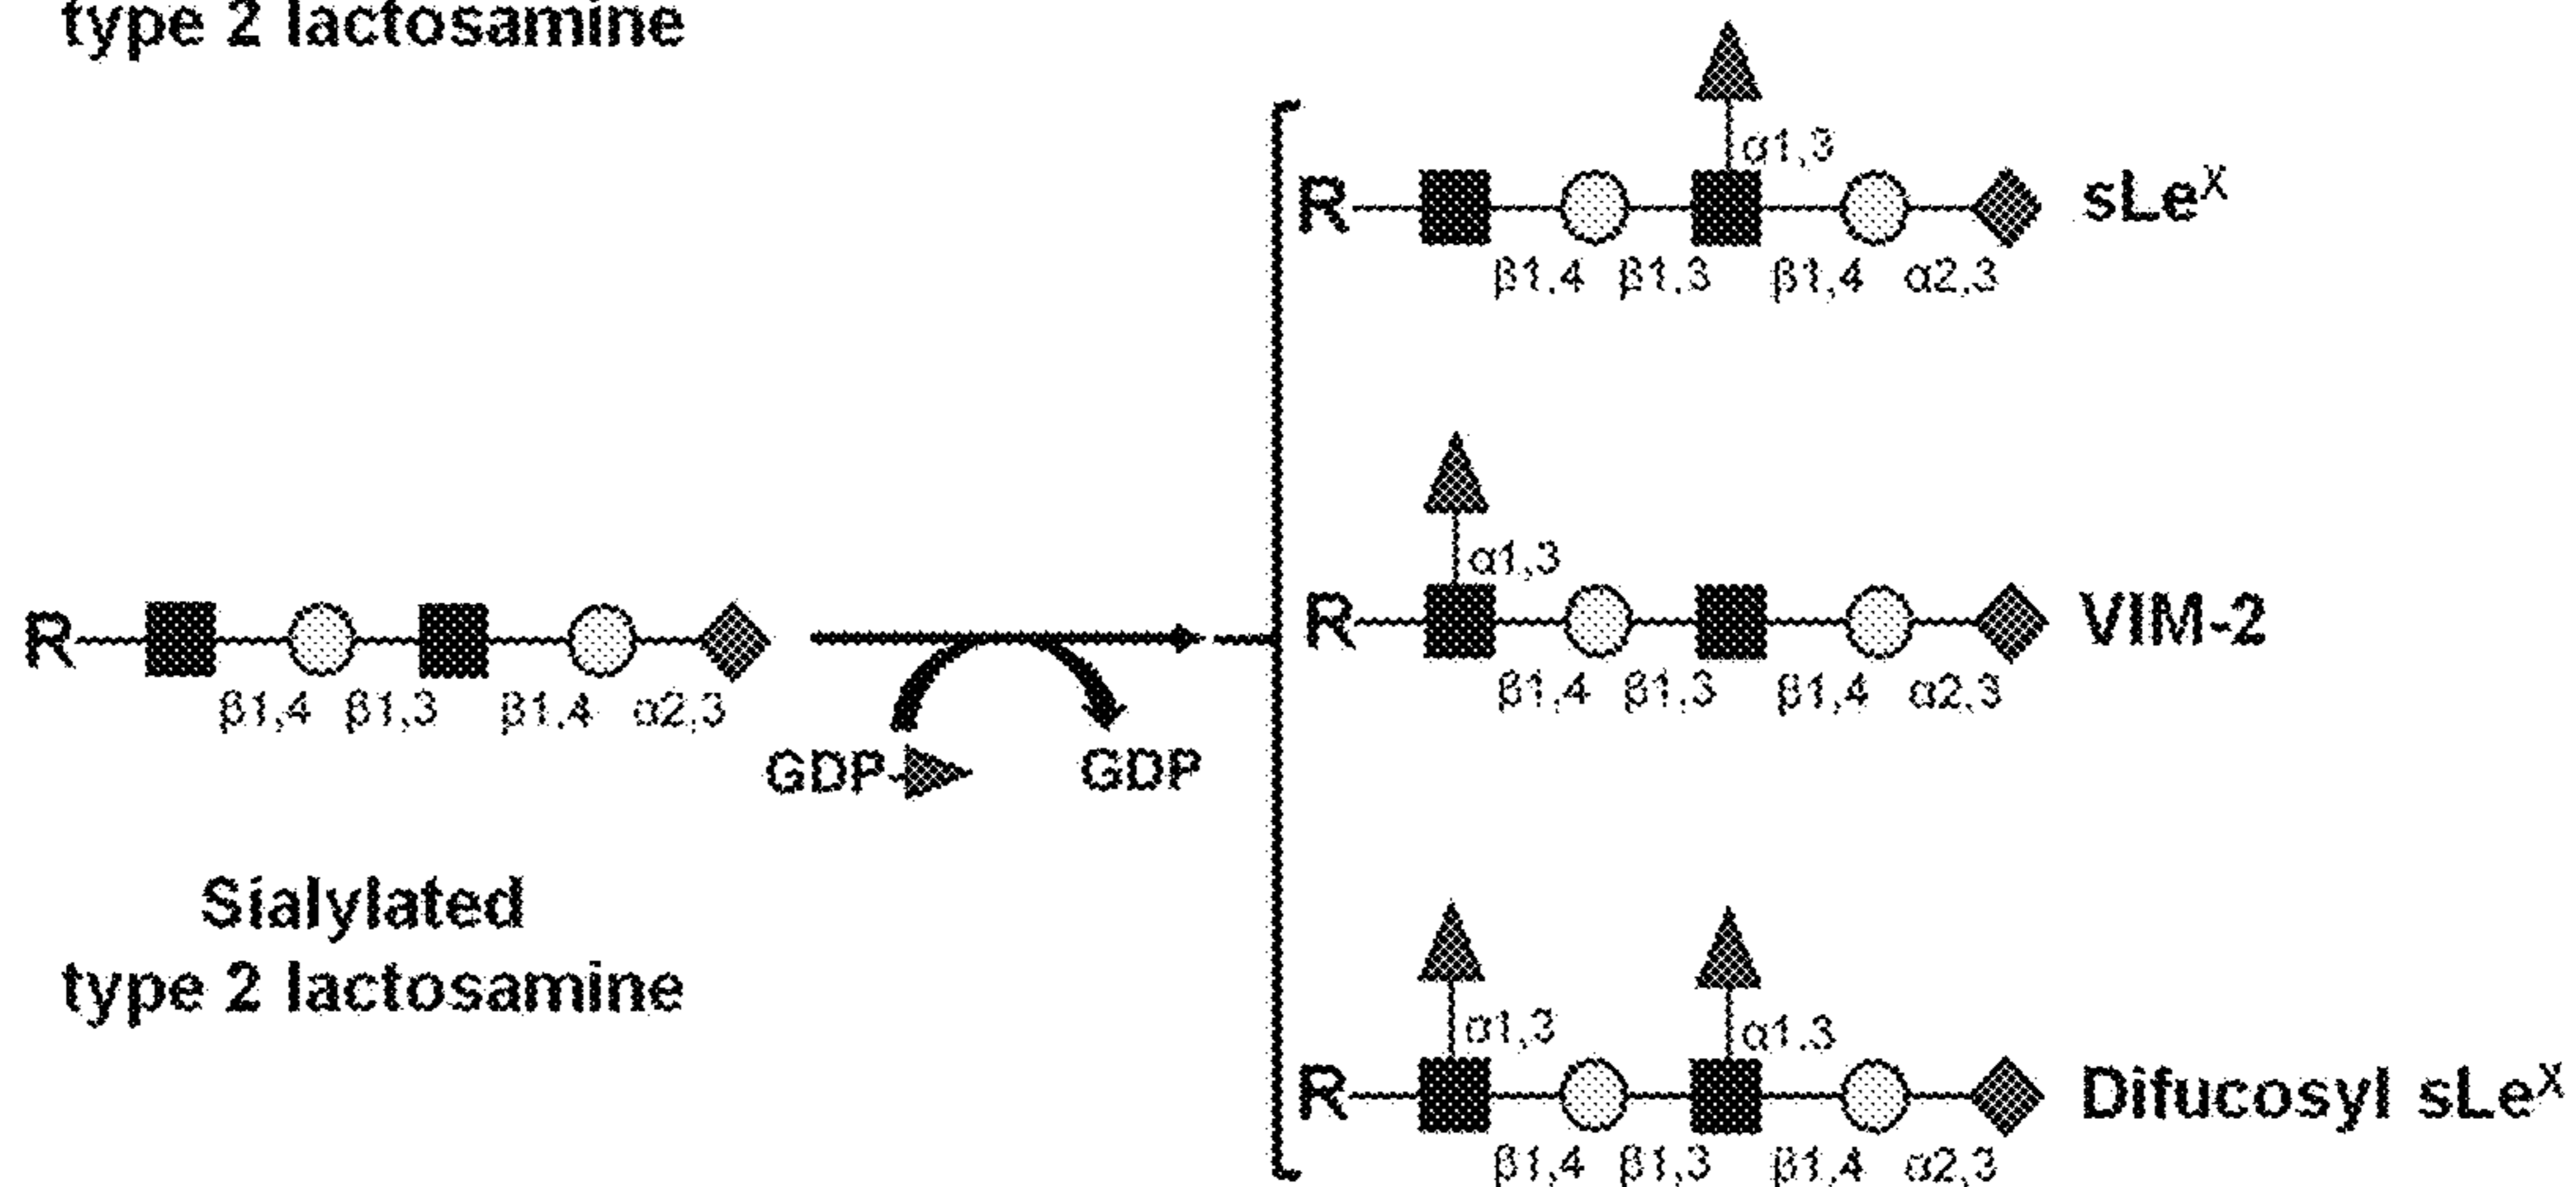 type 2 lactosamine
α1,3
R sLeˣ
β1,4 β1,3 β1,4 α2,3
α1,3
R VIM-2
β1,4 β1,3 β1,4 α2,3
R
β1,4 β1,3 β1,4 α2,3
GDP GDP
Sialylated
type 2 lactosamine
α1,3 α1,3
R Difucosyl sLeˣ
β1,4 β1,3 β1,4 α2,3